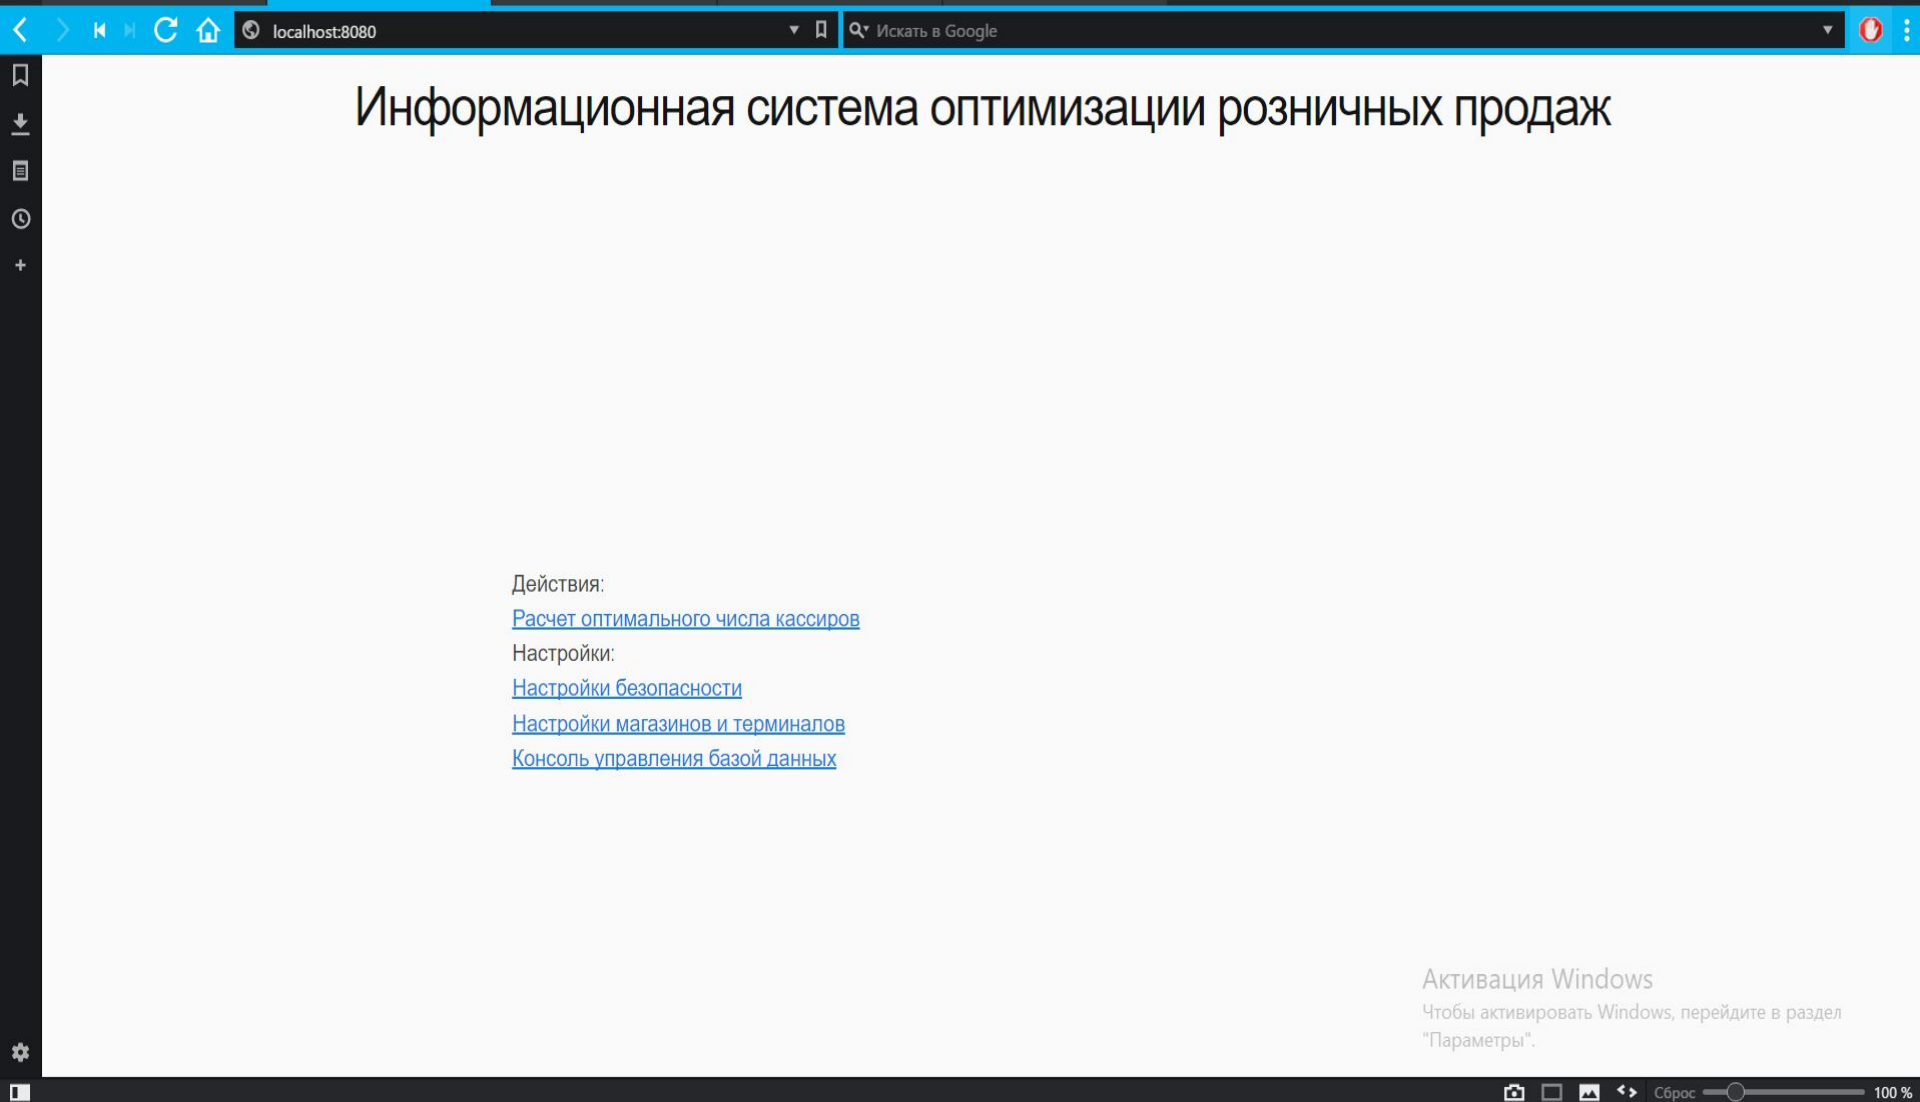 localhost:8080
Искать в Google
Информационная система оптимизации розничных продаж
Действия:
Расчет оптимального числа кассиров
Настройки:
Настройки безопасности
Настройки магазинов и терминалов
Консоль управления базой данных
Активация Windows
Чтобы активировать Windows, перейдите в раздел
"Параметры".
Сброс
100 %